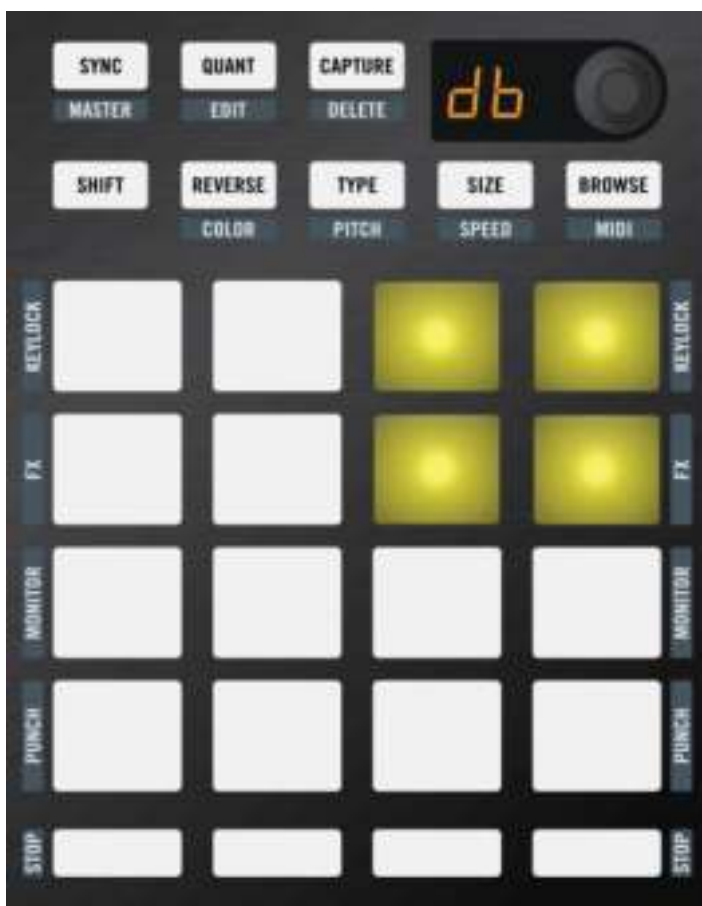 SYNC QUANT CAPTURE
MASTER EDIT DELETE
db
SHIFT REVERSE TYPE SIZE BROWSE
COLOR PITCH SPEED MIDI
KEYLOCK KEYLOCK
FX FX
MONITOR MONITOR
PUNCH PUNCH
STOP STOP